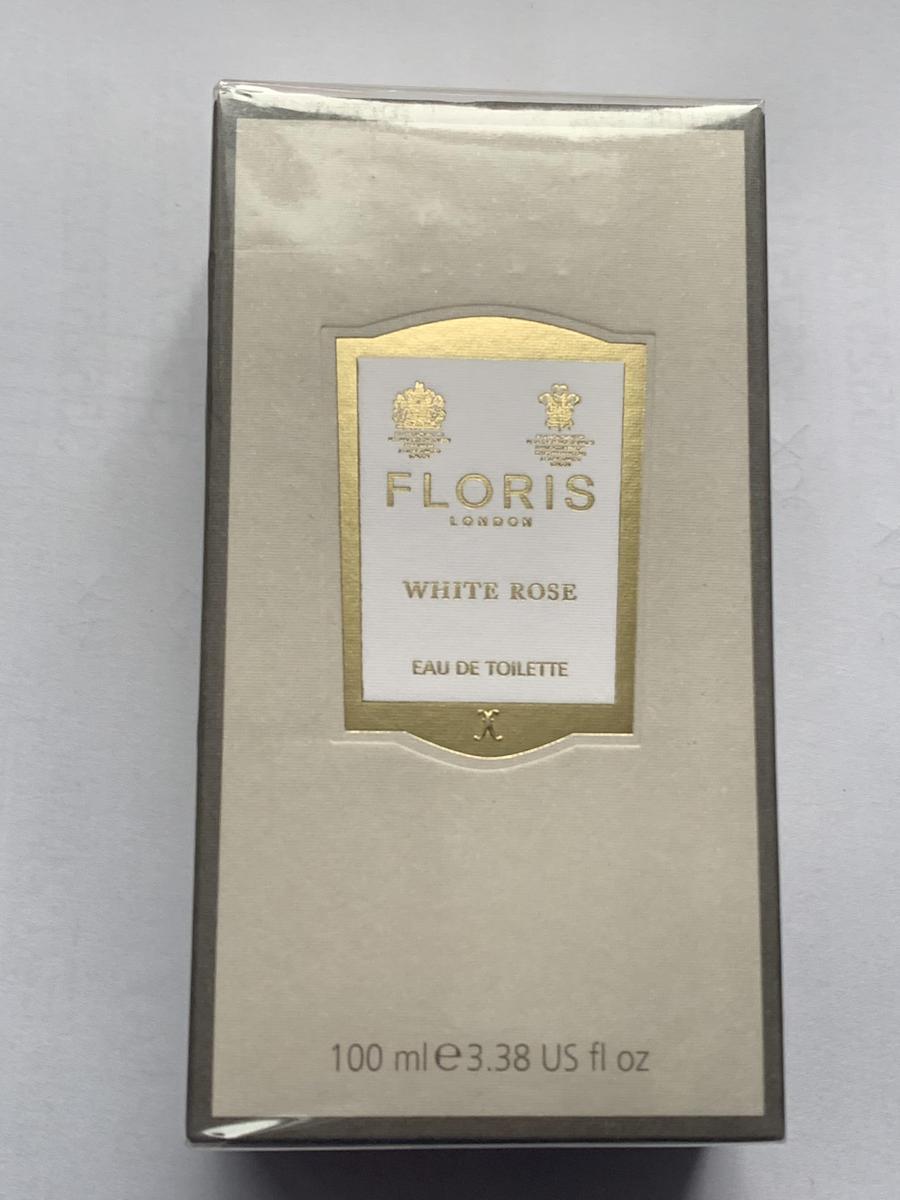 FLORIS
LONDON
WHITE ROSE
EAU DE TOILETTE
100 ml ℮ 3.38 US fl oz